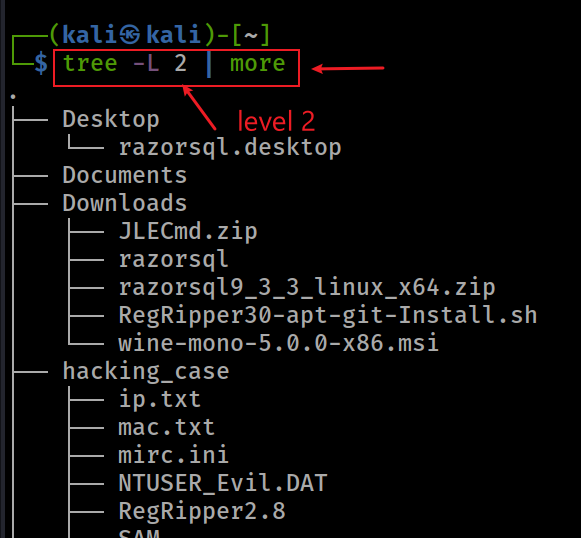 (kali㉿kali)-[~]
$ tree -L 2 | more
level 2
.
├── Desktop
│   └── razorsql.desktop
├── Documents
├── Downloads
│   ├── JLECmd.zip
│   ├── razorsql
│   ├── razorsql9_3_3_linux_x64.zip
│   ├── RegRipper30-apt-git-Install.sh
│   └── wine-mono-5.0.0-x86.msi
├── hacking_case
│   ├── ip.txt
│   ├── mac.txt
│   ├── mirc.ini
│   ├── NTUSER_Evil.DAT
│   ├── RegRipper2.8
│   ├── SAM